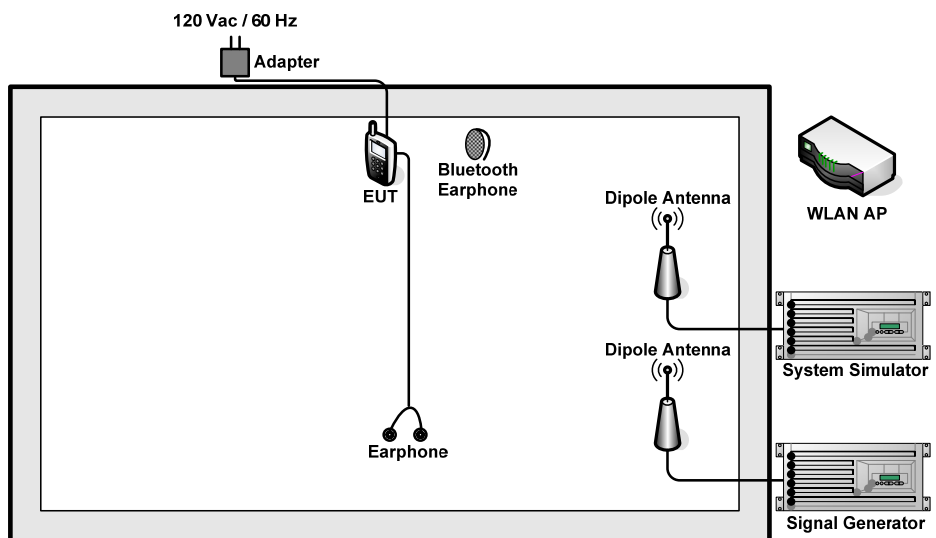 120 Vac / 60 Hz
Adapter
EUT
Bluetooth
Earphone
Dipole Antenna
WLAN AP
System Simulator
Dipole Antenna
Earphone
Signal Generator